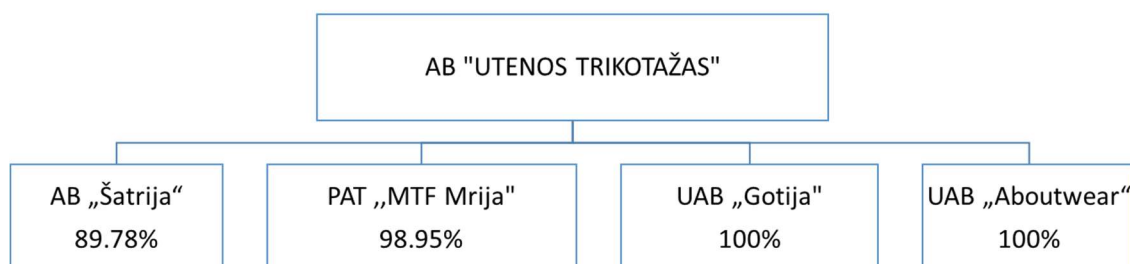 AB "UTENOS TRIKOTAŽAS"
AB „Šatrija“
89.78%
PAT ,,MTF Mrija"
98.95%
UAB „Gotija"
100%
UAB „Aboutwear“
100%